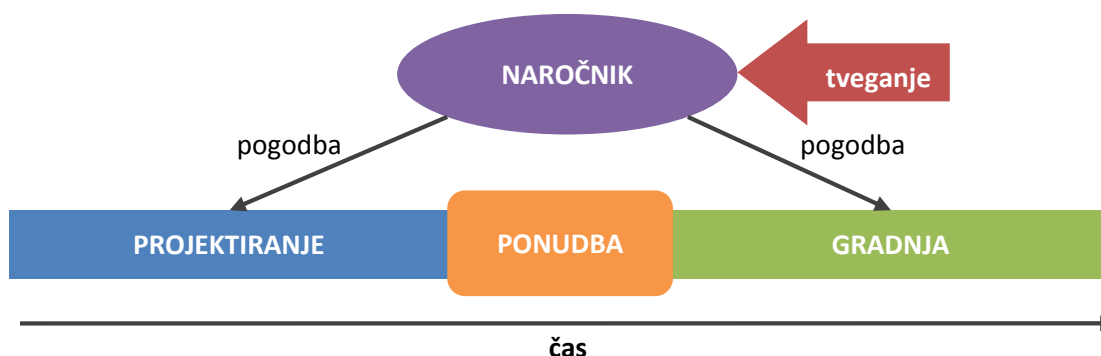 NAROČNIK
tveganje
pogodba
pogodba
PROJEKTIRANJE
PONUDBA
GRADNJA
čas